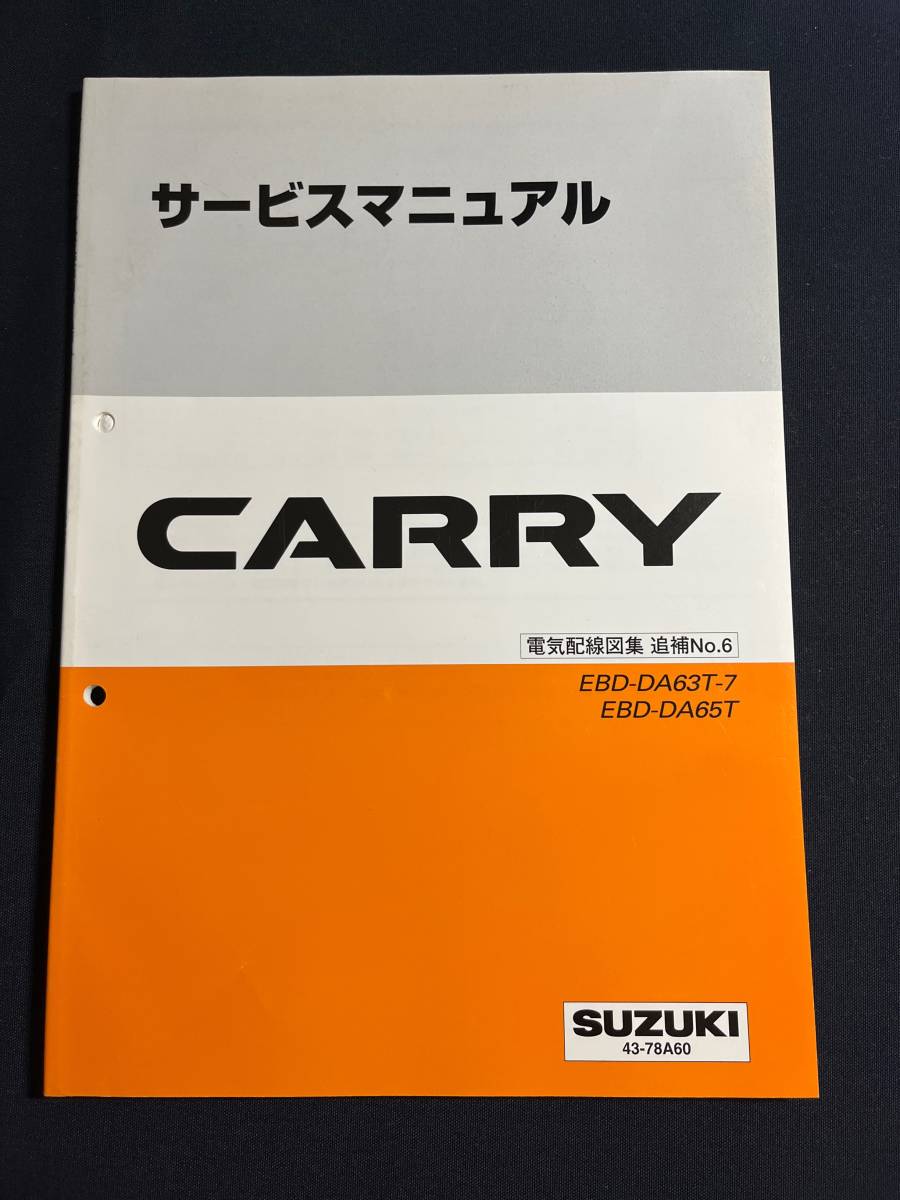 サービスマニュアル
CARRY
電気配線図集 追補No.6
EBD-DA63T-7
EBD-DA65T
SUZUKI
43-78A60